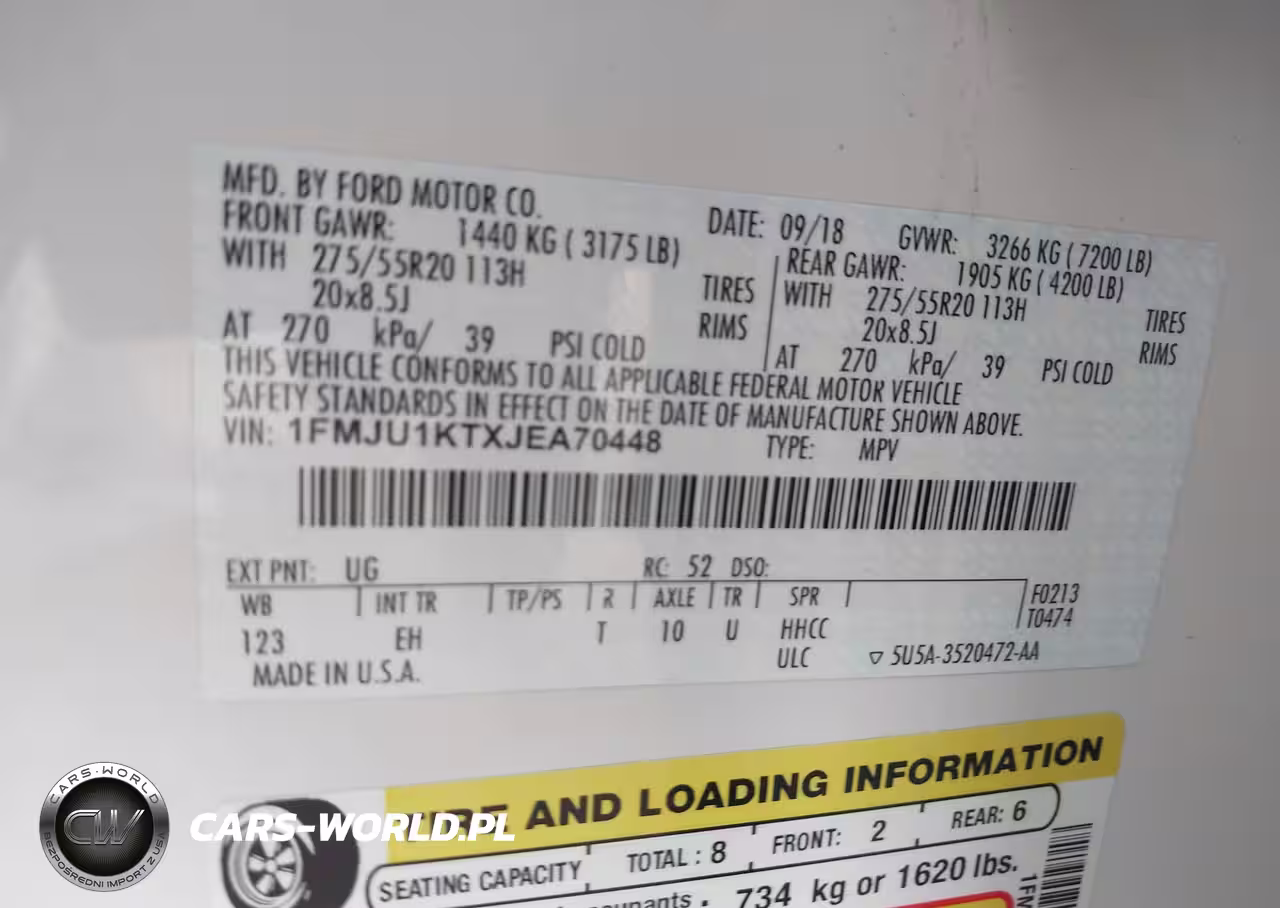 MFD. BY FORD MOTOR CO.
DATE: 09/18 GVWR: 3266 KG ( 7200 LB)
FRONT GAWR: 1440 KG ( 3175 LB)
WITH 275/55R20 113H TIRES
20x8.5J RIMS
AT 270 kPa/ 39 PSI COLD
REAR GAWR: 1905 KG ( 4200 LB)
WITH 275/55R20 113H TIRES
20x8.5J RIMS
AT 270 kPa/ 39 PSI COLD
THIS VEHICLE CONFORMS TO ALL APPLICABLE FEDERAL MOTOR VEHICLE
SAFETY STANDARDS IN EFFECT ON THE DATE OF MANUFACTURE SHOWN ABOVE.
VIN: 1FMJU1KTXJEA70448 TYPE: MPV
EXT PNT: UG RC: 52 DSO:
WB INT TR TP/PS R AXLE TR SPR F0213
T0474
123 EH T 10 U HHCC
ULC ▽ 5U5A-3520472-AA
MADE IN U.S.A.
TIRE AND LOADING INFORMATION
SEATING CAPACITY TOTAL : 8 FRONT: 2 REAR: 6
734 kg or 1620 lbs.
CARS-WORLD
CW
BEZPOŚREDNI IMPORT Z USA
CARS-WORLD.PL